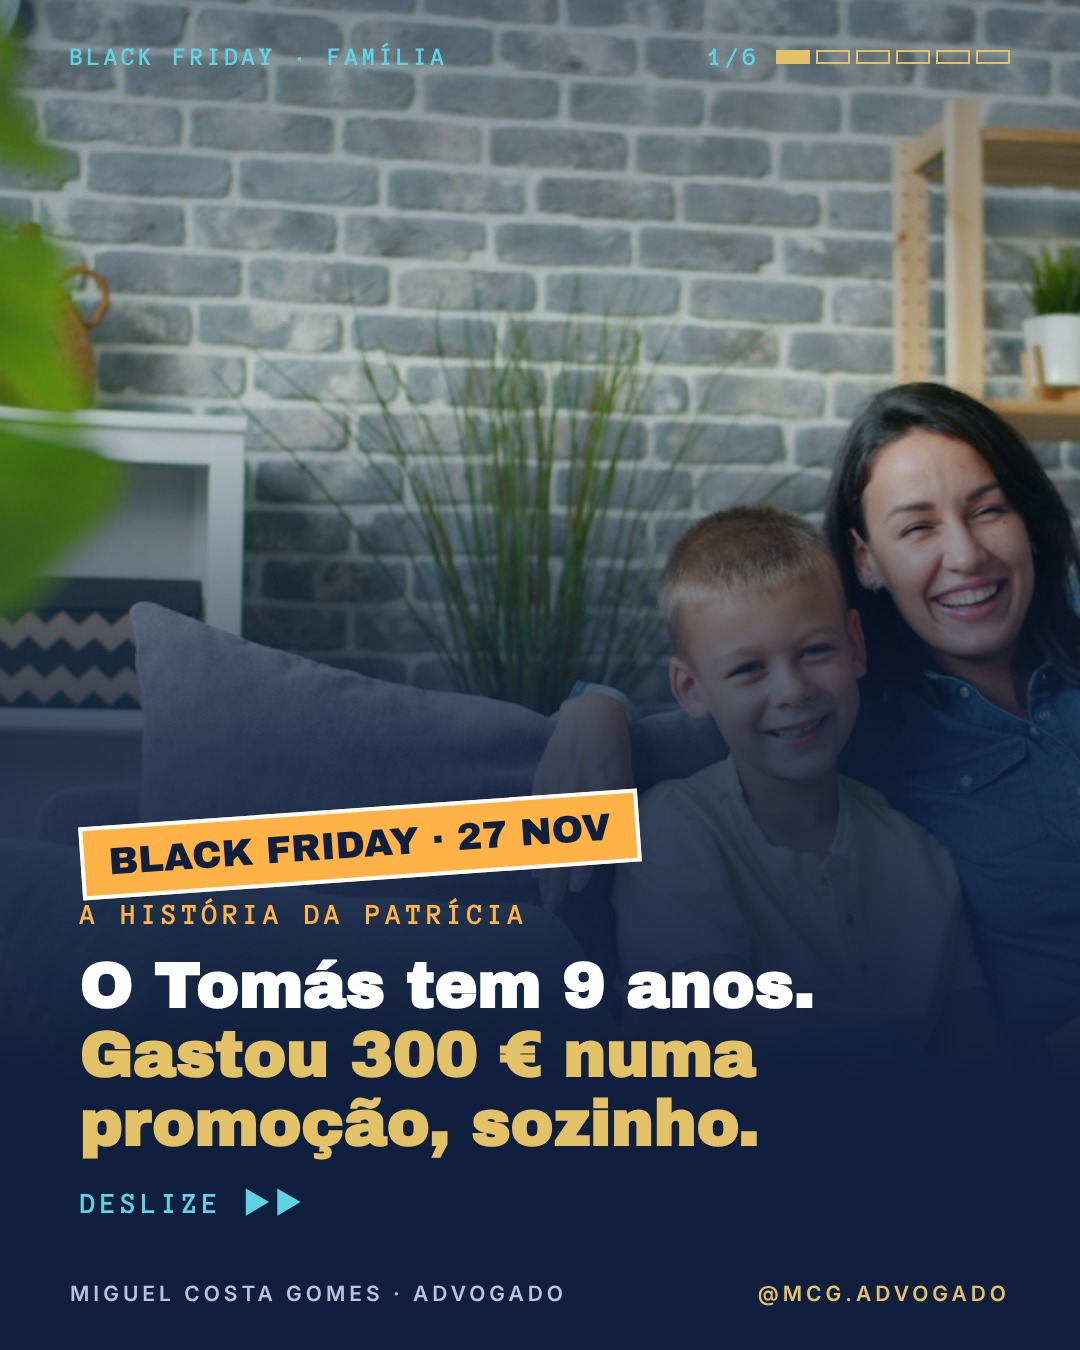 BLACK FRIDAY · FAMÍLIA
1/6
BLACK FRIDAY · 27 NOV
A HISTÓRIA DA PATRÍCIA
O Tomás tem 9 anos.
Gastou 300 € numa
promoção, sozinho.
DESLIZE
MIGUEL COSTA GOMES · ADVOGADO
@MCG.ADVOGADO